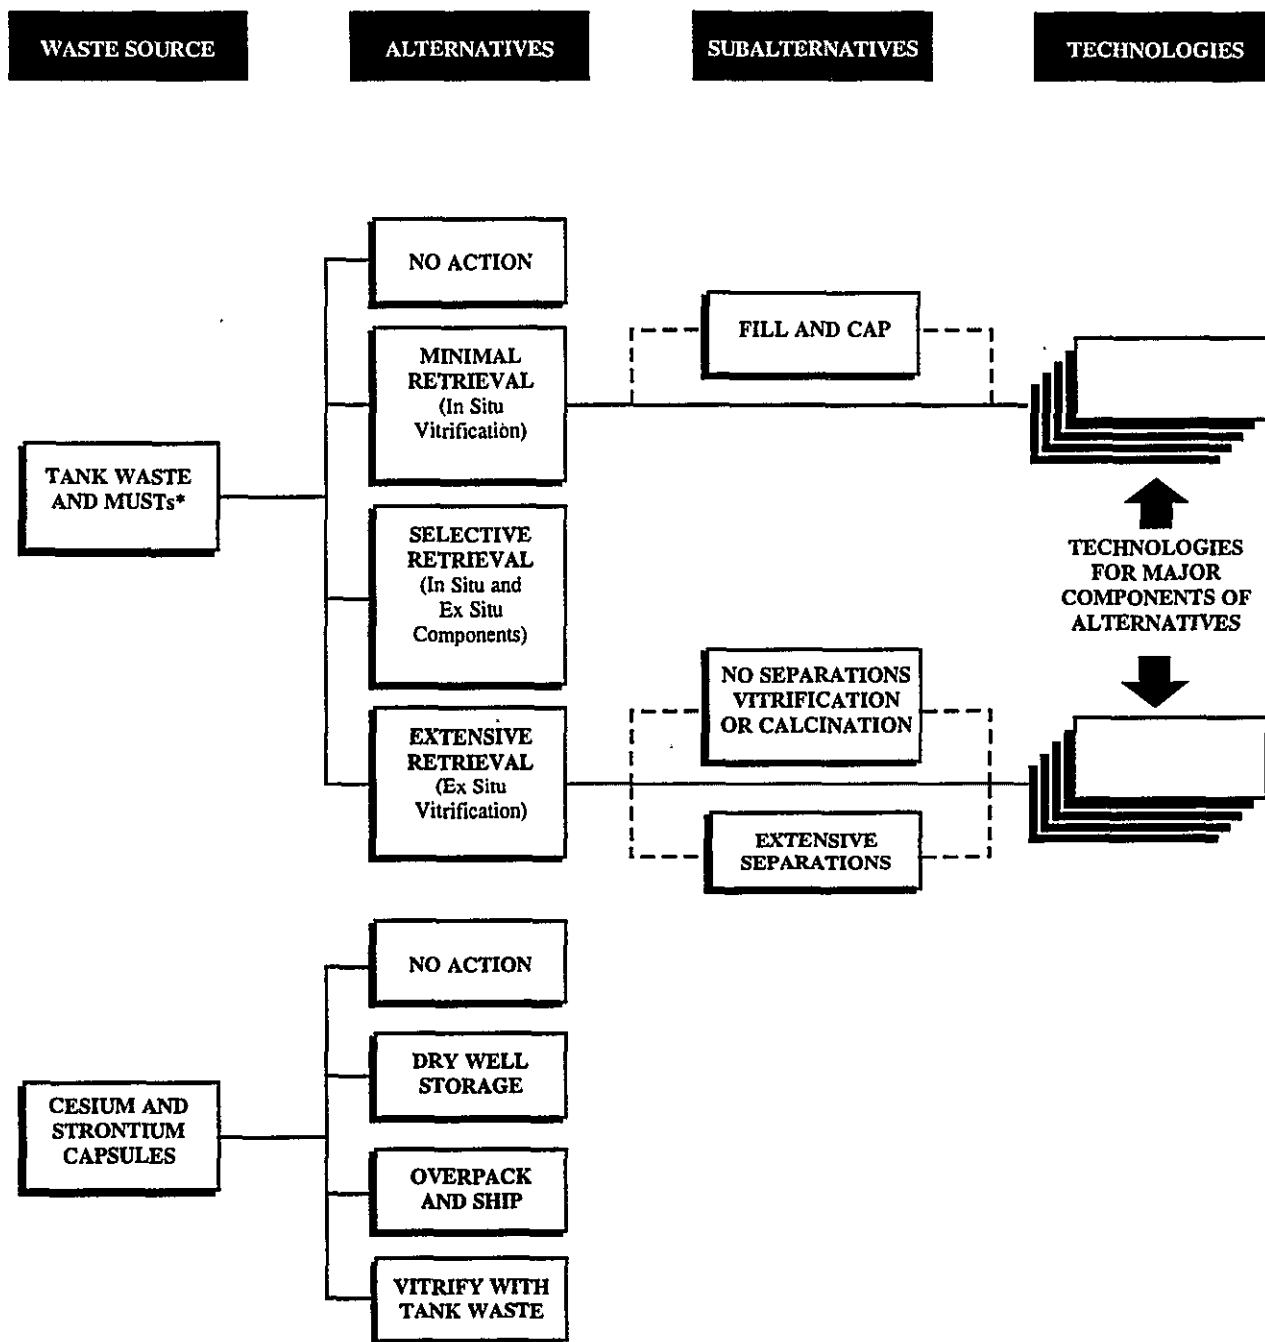 WASTE SOURCE
ALTERNATIVES
SUBALTERNATIVES
TECHNOLOGIES
NO ACTION
FILL AND CAP
MINIMAL
RETRIEVAL
(In Situ
Vitrification)
TANK WASTE
AND MUSTs*
SELECTIVE
RETRIEVAL
(In Situ and
Ex Situ
Components)
TECHNOLOGIES
FOR MAJOR
COMPONENTS OF
ALTERNATIVES
NO SEPARATIONS
VITRIFICATION
OR CALCINATION
EXTENSIVE
RETRIEVAL
(Ex Situ
Vitrification)
EXTENSIVE
SEPARATIONS
NO ACTION
DRY WELL
STORAGE
CESIUM AND
STRONTIUM
CAPSULES
OVERPACK
AND SHIP
VITRIFY WITH
TANK WASTE